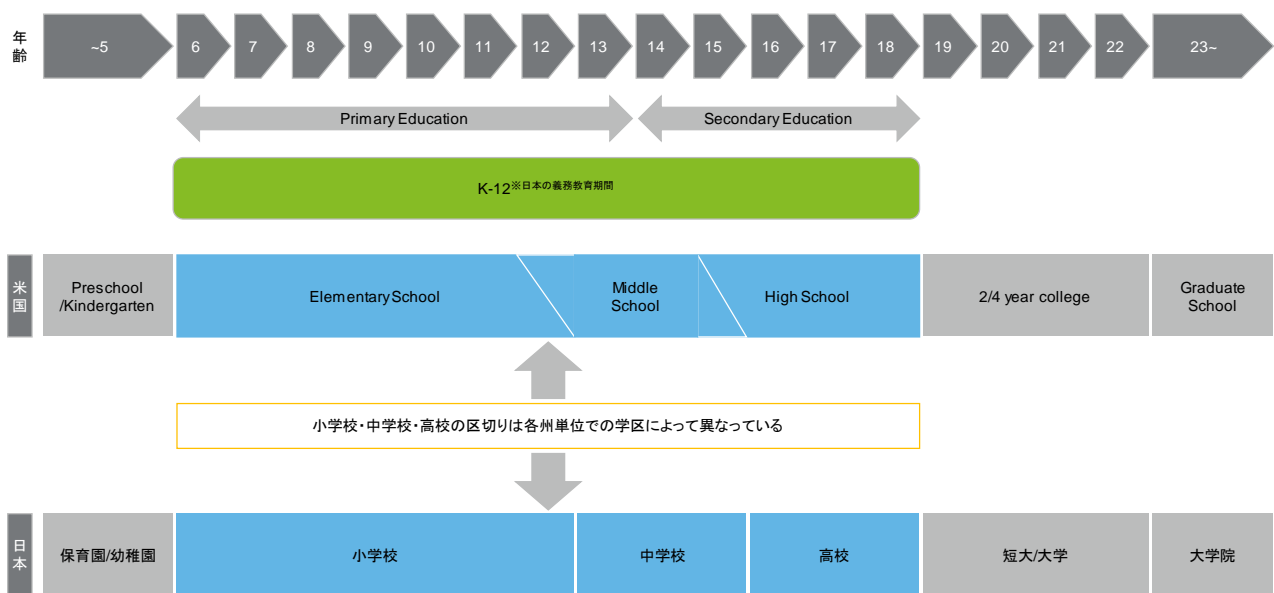 年齢
~5
6
7
8
9
10
11
12
13
14
15
16
17
18
19
20
21
22
23~
Primary Education
Secondary Education
K-12※日本の義務教育期間
米国
Preschool
/Kindergarten
Elementary School
Middle
School
High School
2/4 year college
Graduate
School
小学校・中学校・高校の区切りは各州単位での学区によって異なっている
日本
保育園/幼稚園
小学校
中学校
高校
短大/大学
大学院